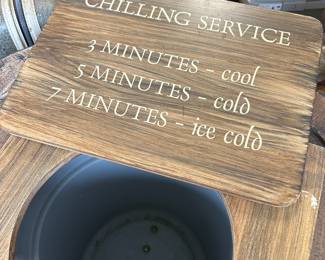 CHILLING SERVICE
3 MINUTES - cool
5 MINUTES - cold
7 MINUTES - ice cold